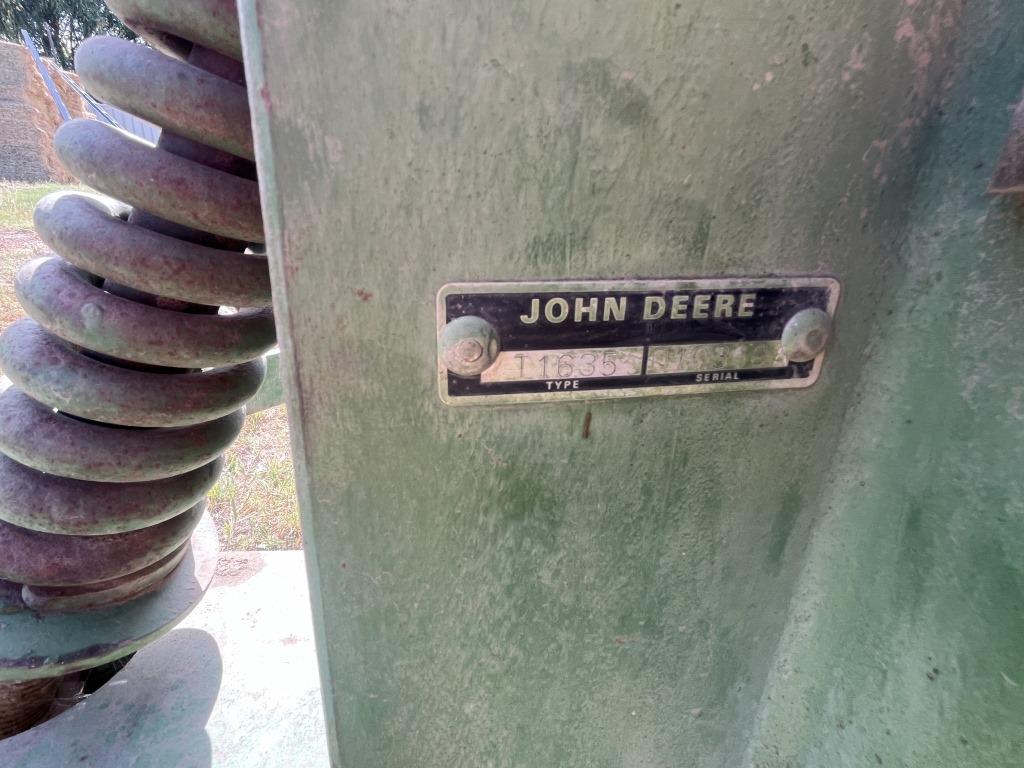 JOHN DEERE
T1635
TYPE SERIAL